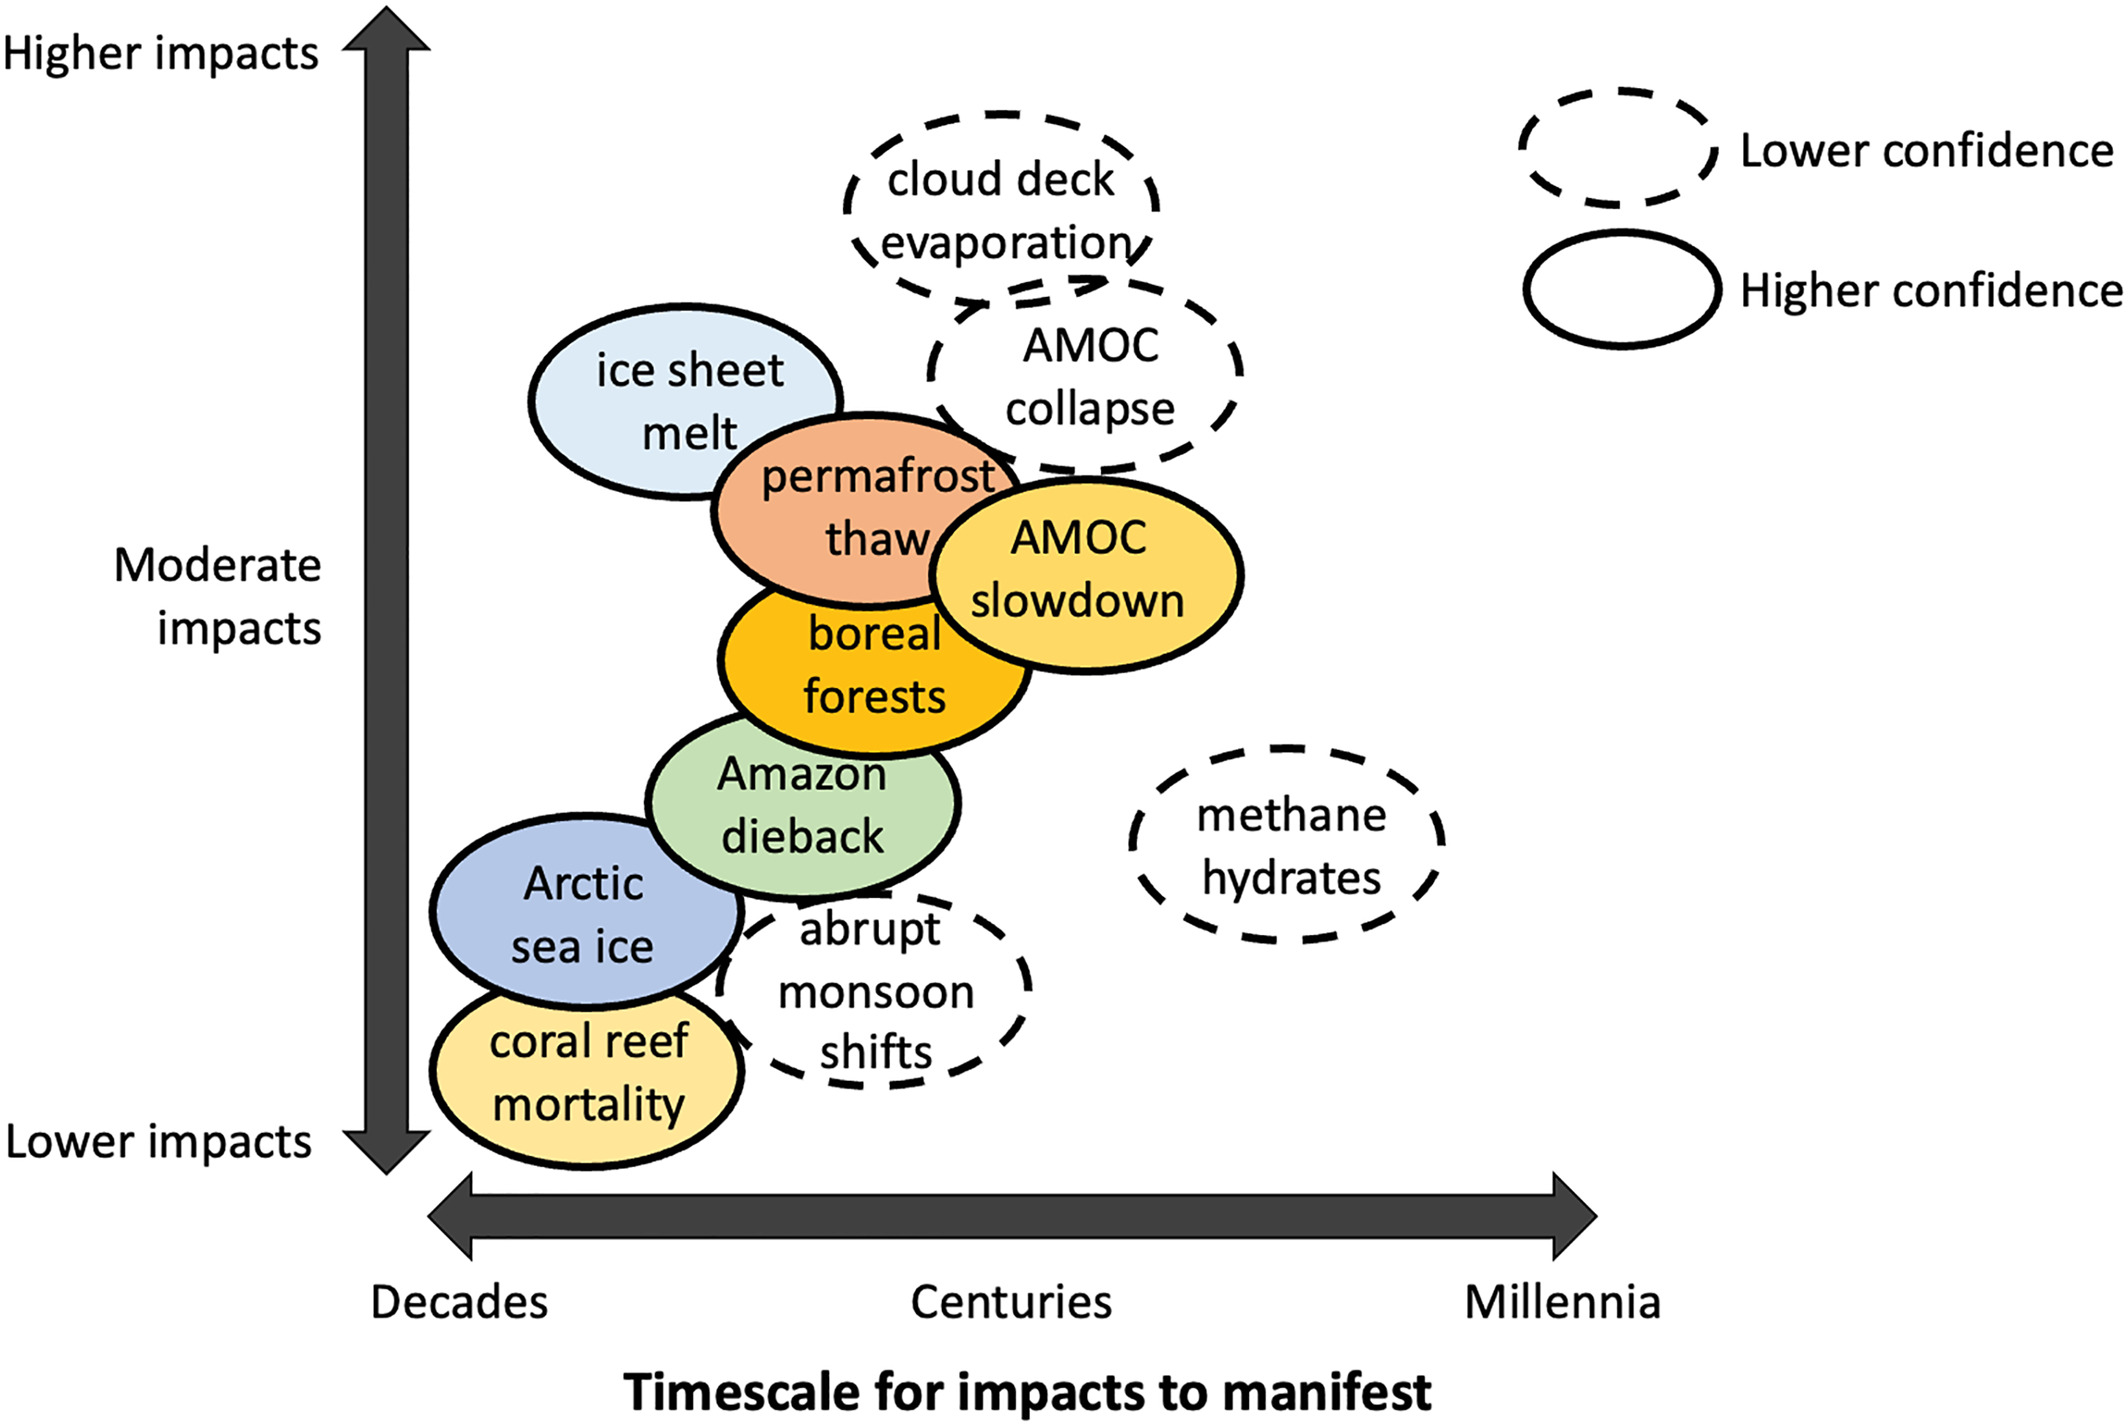 Higher impacts
Moderate
impacts
Lower impacts
cloud deck
evaporation
AMOC
collapse
ice sheet
melt
permafrost
thaw
AMOC
slowdown
boreal
forests
Amazon
dieback
methane
hydrates
Arctic
sea ice
abrupt
monsoon
shifts
coral reef
mortality
Lower confidence
Higher confidence
Decades
Centuries
Millennia
Timescale for impacts to manifest